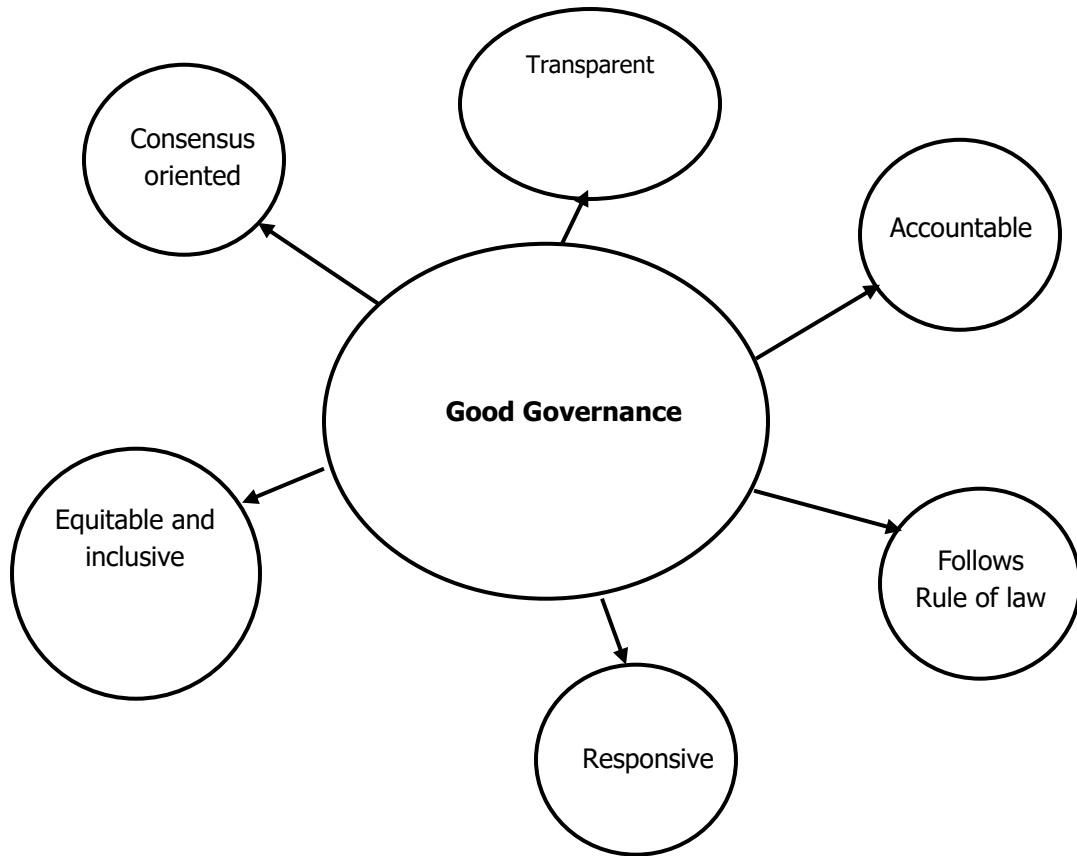 Transparent
Consensus
oriented
Accountable
Good Governance
Equitable and
inclusive
Follows
Rule of law
Responsive